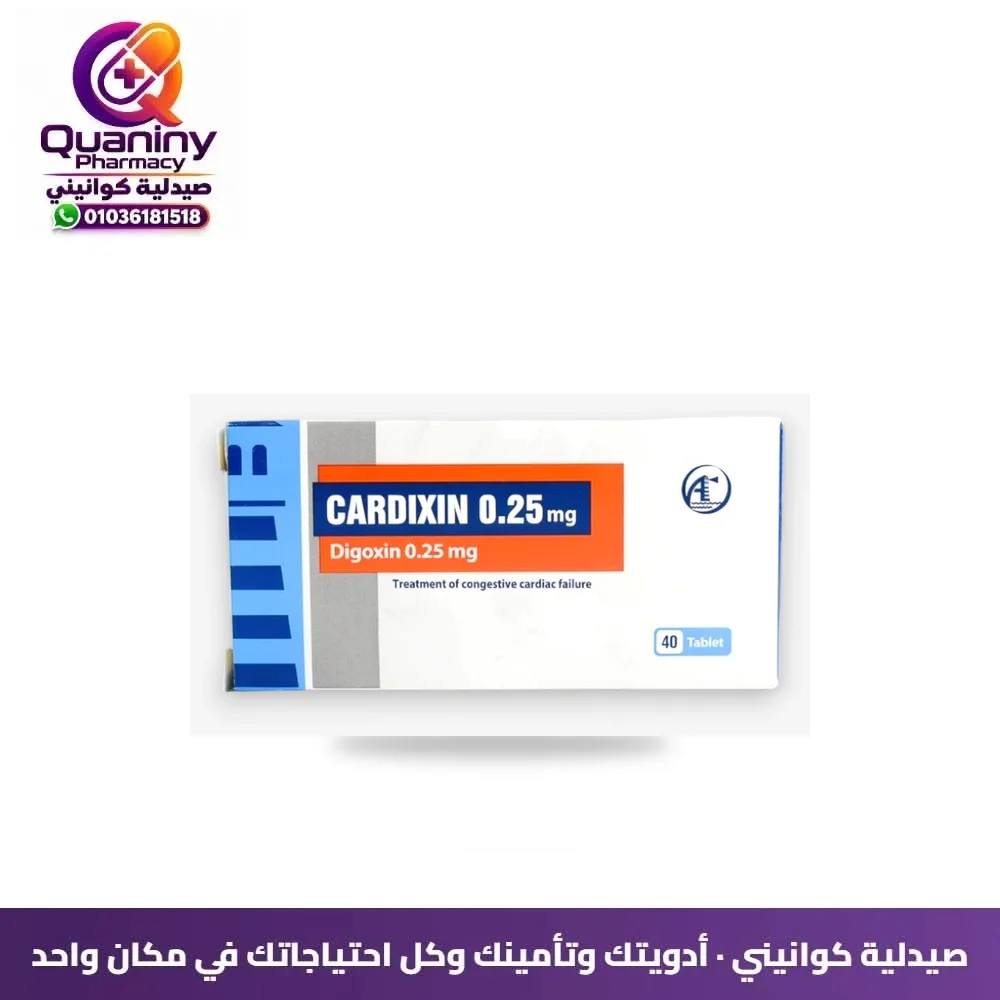 Quaniny
Pharmacy
صيدلية كوانيني
01036181518
CARDIXIN 0.25 mg
Digoxin 0.25 mg
Treatment of congestive cardiac failure
40 Tablet
صيدلية كوانيني · أدويتك وتأمينك وكل احتياجاتك في مكان واحد